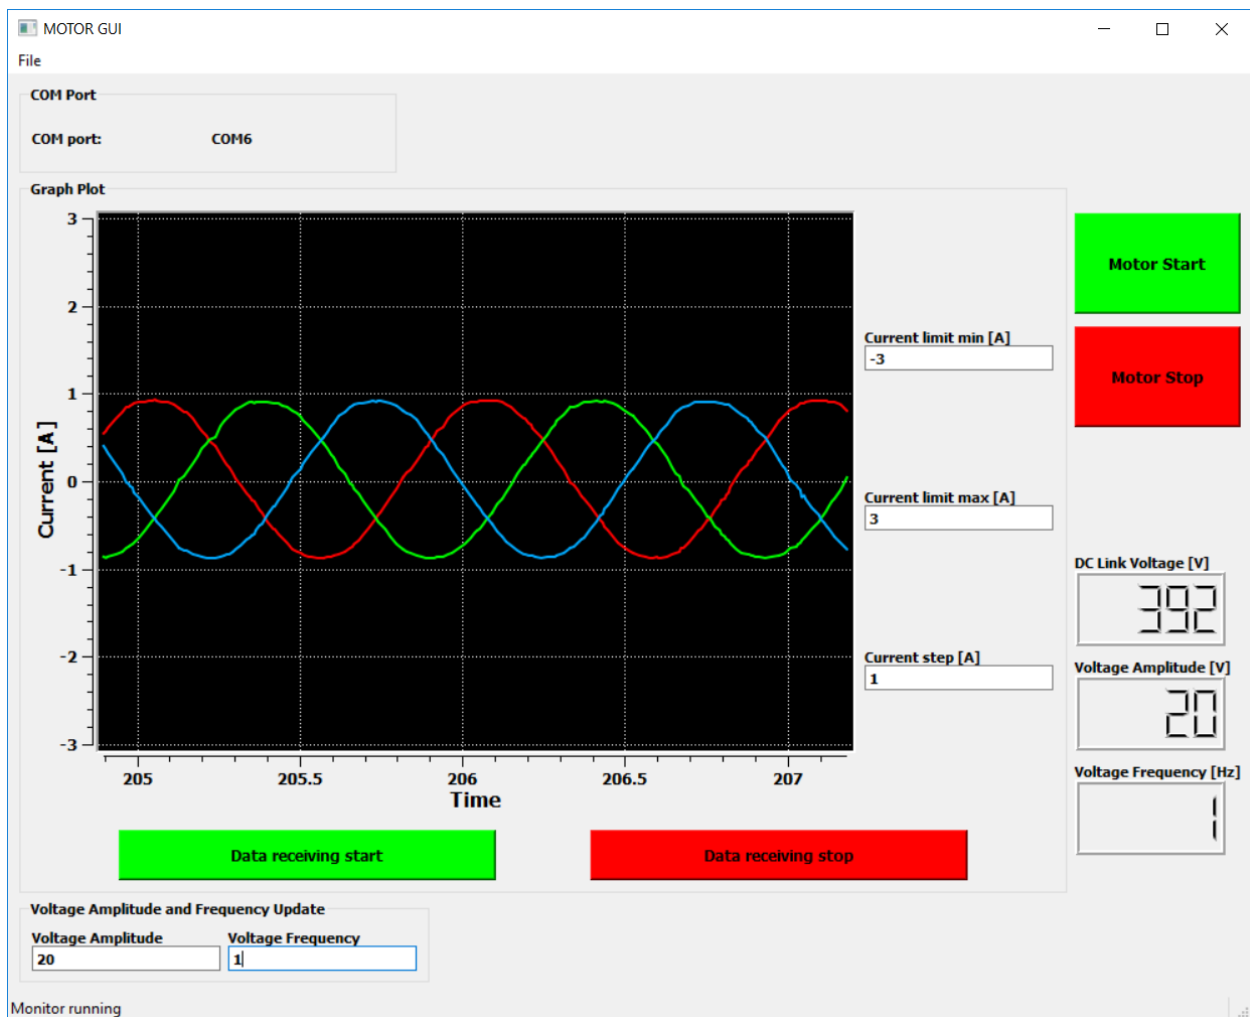 MOTOR GUI
File
COM Port
COM port: COM6
Graph Plot
3
2
1
0
-1
-2
-3
Current [A]
205 205.5 206 206.5 207
Time
Current limit min [A]
-3
Current limit max [A]
3
Current step [A]
1
Motor Start
Motor Stop
DC Link Voltage [V]
392
Voltage Amplitude [V]
20
Voltage Frequency [Hz]
1
Data receiving start Data receiving stop
Voltage Amplitude and Frequency Update
Voltage Amplitude Voltage Frequency
20 1
Monitor running